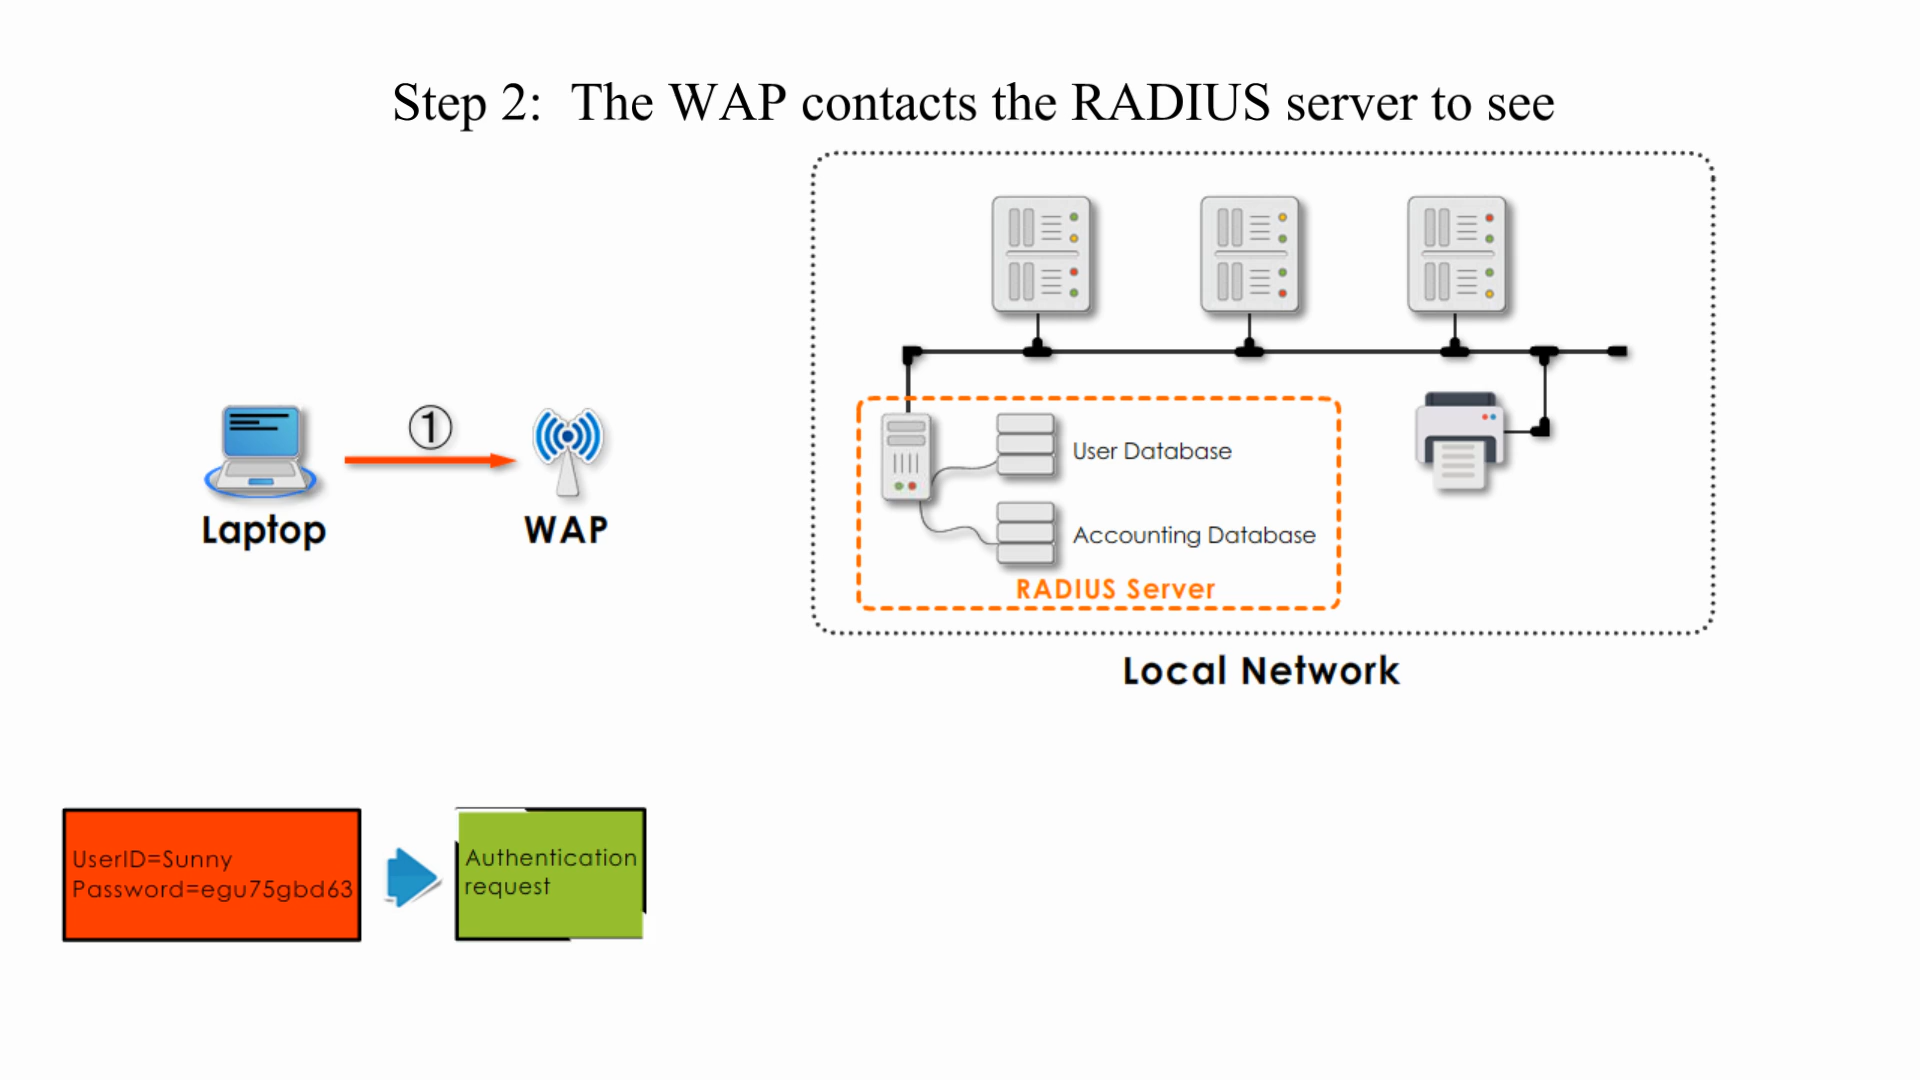 Step 2: The WAP contacts the RADIUS server to see
①
Laptop
WAP
User Database
Accounting Database
RADIUS Server
Local Network
UserID=Sunny
Password=egu75gbd63
Authentication
request